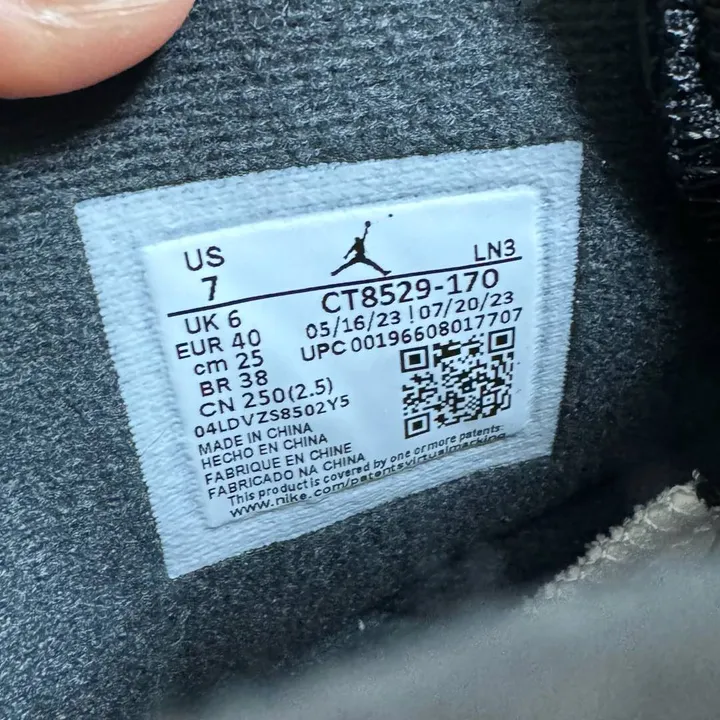 US
7
LN3
CT8529-170
05/16/23 ! 07/20/23
UPC 00196608017707
UK 6
EUR 40
cm 25
BR 38
CN 250(2.5)
04LDVZS8502Y5
MADE IN CHINA
HECHO EN CHINA
FABRIQUE EN CHINE
FABRICADO NA CHINA
This product is covered by one or more patents:
www.nike.com/patentsvirtualmarking